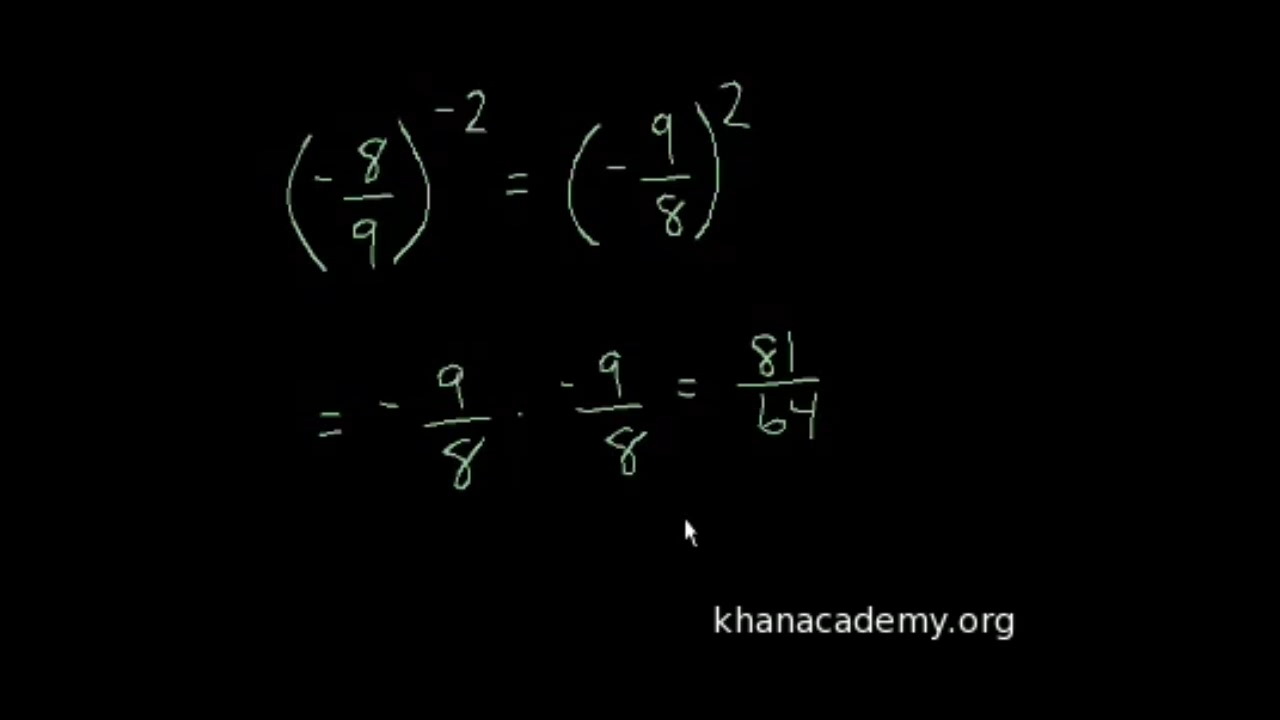 (-8/9)^-2 = (-9/8)^2
= -9/8 · -9/8 = 81/64
khanacademy.org